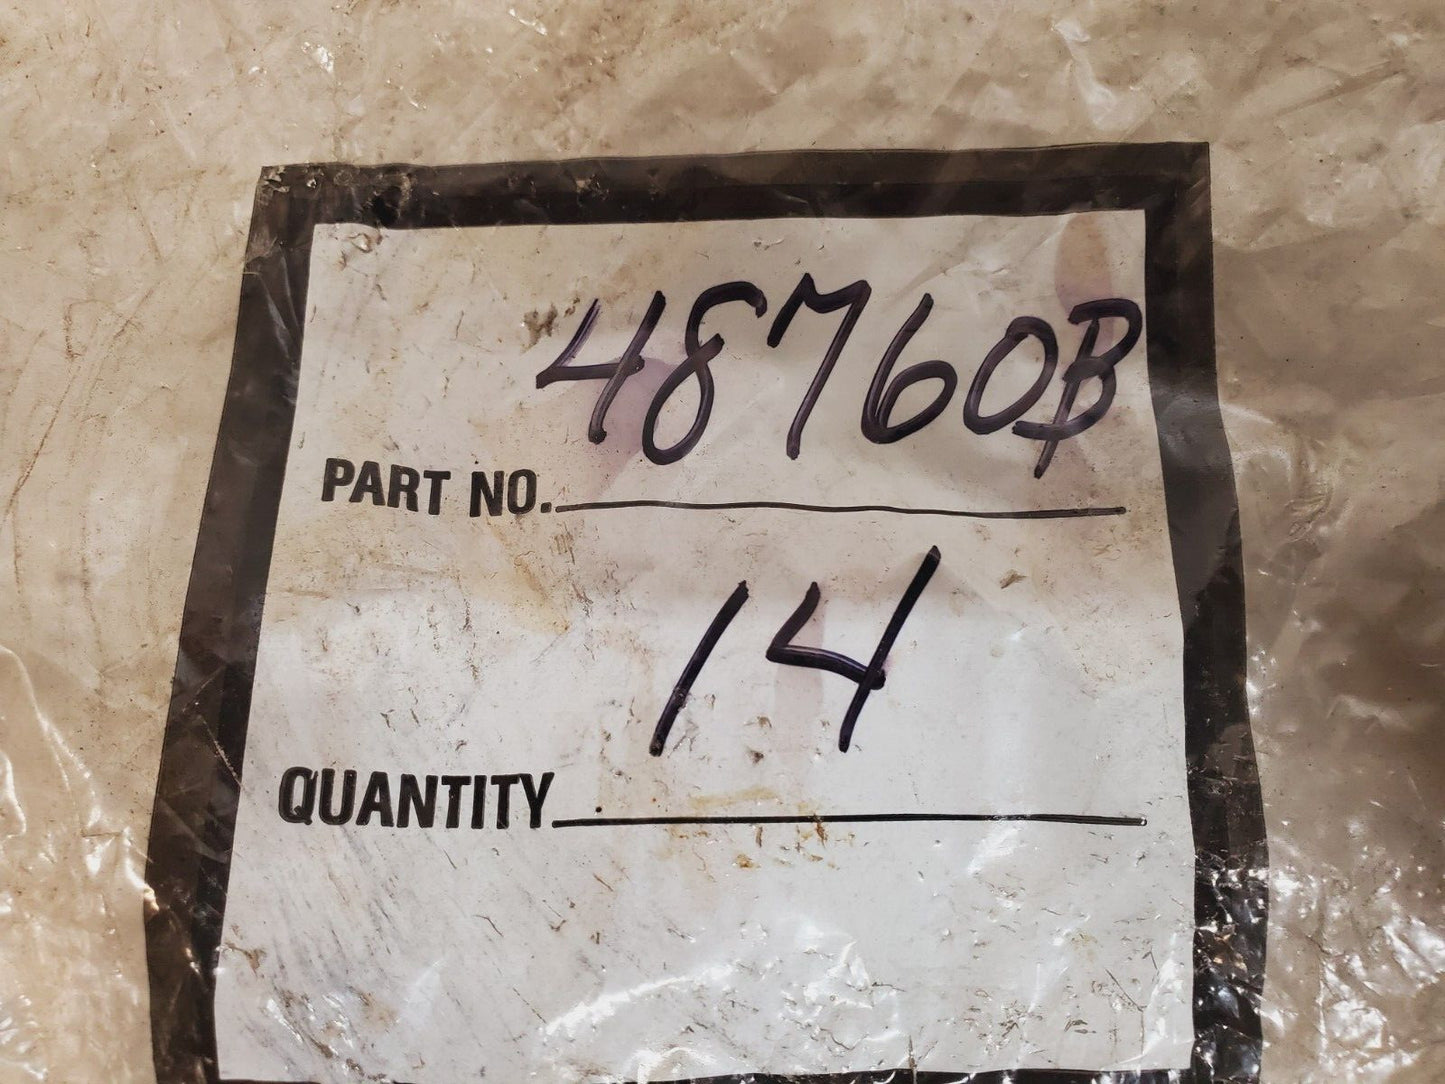 48760B
PART NO.
14
QUANTITY